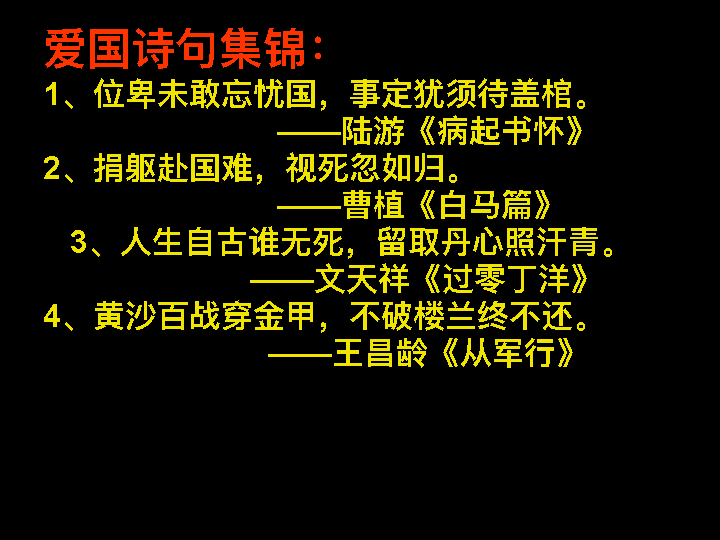 爱国诗句集锦：
1、位卑未敢忘忧国，事定犹须待盖棺。
——陆游《病起书怀》
2、捐躯赴国难，视死忽如归。
——曹植《白马篇》
3、人生自古谁无死，留取丹心照汗青。
——文天祥《过零丁洋》
4、黄沙百战穿金甲，不破楼兰终不还。
——王昌龄《从军行》